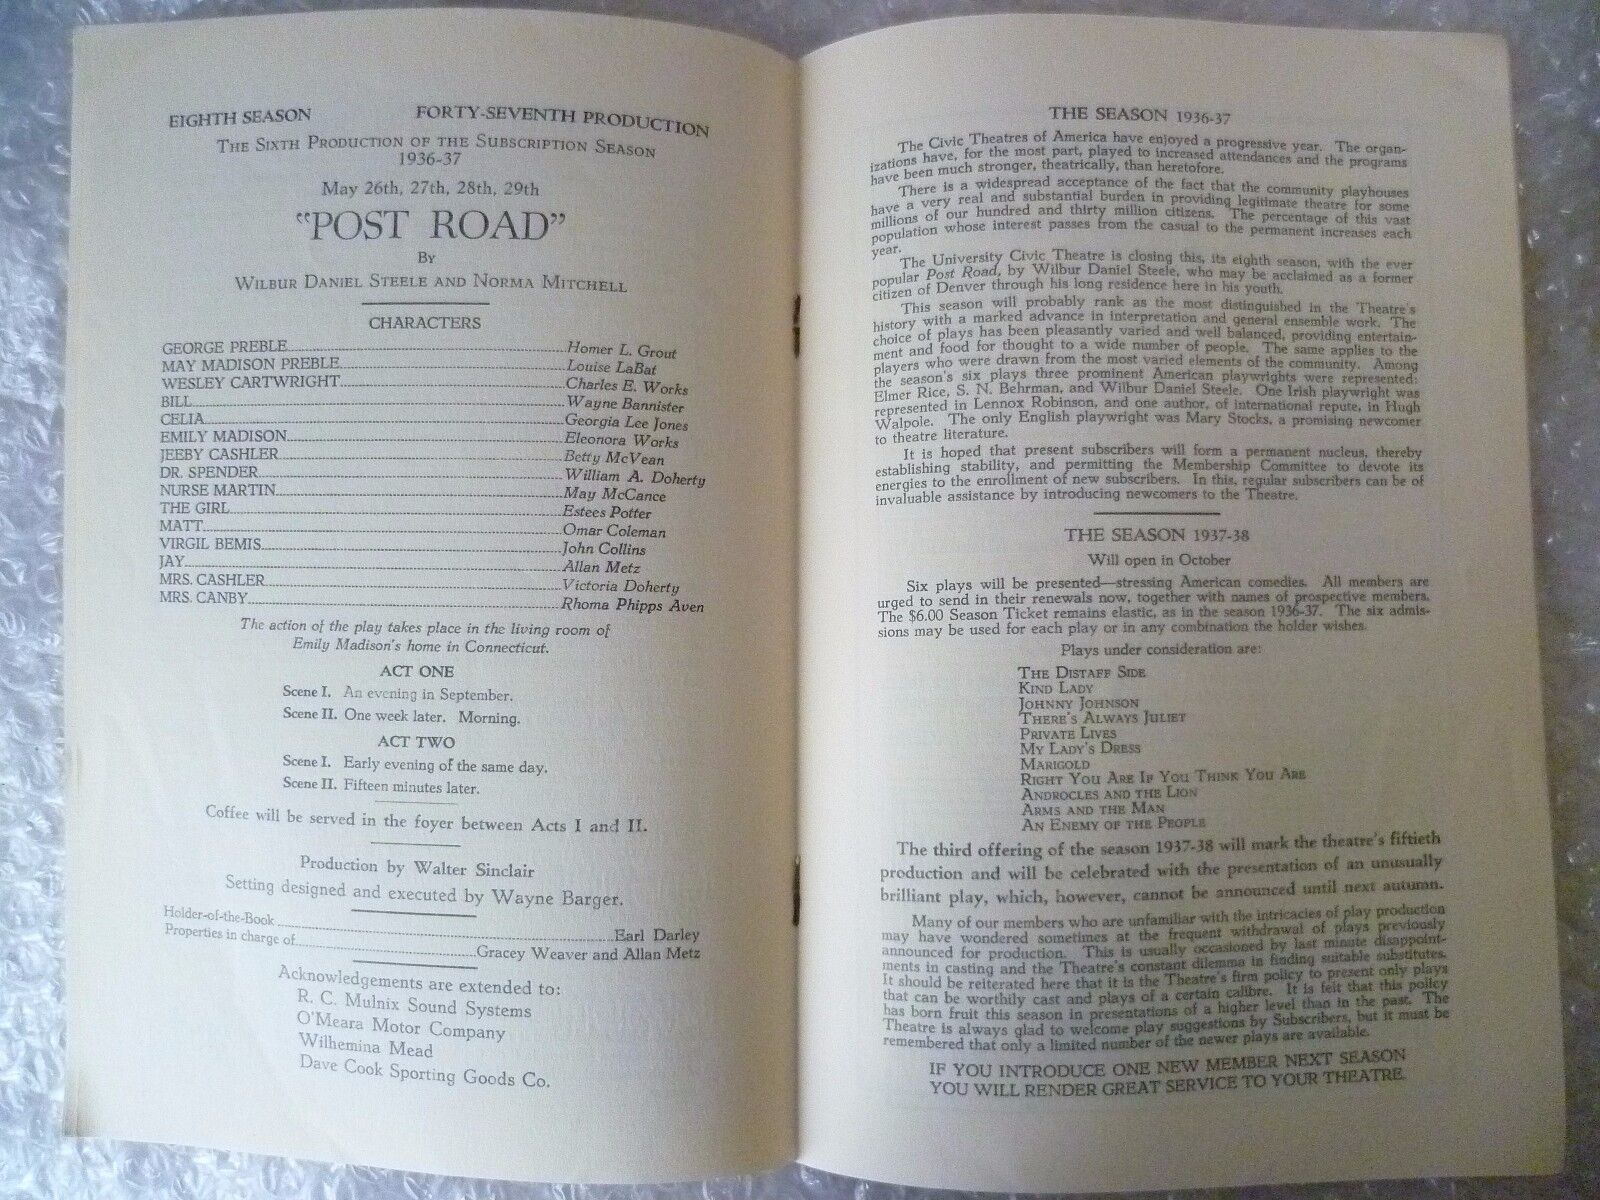 EIGHTH SEASON FORTY-SEVENTH PRODUCTION
THE SIXTH PRODUCTION OF THE SUBSCRIPTION SEASON
1936-37
May 26th, 27th, 28th, 29th
"POST ROAD"
By
WILBUR DANIEL STEELE AND NORMA MITCHELL
CHARACTERS
GEORGE PREBLE Homer L. Grout
MAY MADISON PREBLE Louise LaBat
WESLEY CARTWRIGHT Charles E. Works
BILL Wayne Bannister
CELIA Georgia Lee Jones
EMILY MADISON Eleonora Works
JEEBY CASHLER Betty McVean
DR. SPENDER William A. Doherty
NURSE MARTIN May McCance
THE GIRL Estees Potter
MATT Omar Coleman
VIRGIL BEMIS John Collins
JAY Allan Metz
MRS. CASHLER Victoria Doherty
MRS. CANBY Rhoma Phipps Aven
The action of the play takes place in the living room of
Emily Madison's home in Connecticut.
ACT ONE
Scene I. An evening in September.
Scene II. One week later. Morning.
ACT TWO
Scene I. Early evening of the same day.
Scene II. Fifteen minutes later.
Coffee will be served in the foyer between Acts I and II.
Production by Walter Sinclair
Setting designed and executed by Wayne Barger.
Holder-of-the-Book Earl Darley
Properties in charge of Gracey Weaver and Allan Metz
Acknowledgements are extended to:
R. C. Mulnix Sound Systems
O'Meara Motor Company
Wilhemina Mead
Dave Cook Sporting Goods Co.
THE SEASON 1936-37
The Civic Theatres of America have enjoyed a progressive year. The organ-
izations have, for the most part, played to increased attendances and the programs
have been much stronger, theatrically, than heretofore.
There is a widespread acceptance of the fact that the community playhouses
have a very real and substantial burden in providing legitimate theatre for some
millions of our hundred and thirty million citizens. The percentage of this vast
population whose interest passes from the casual to the permanent increases each
year.
The University Civic Theatre is closing this, its eighth season, with the ever
popular Post Road, by Wilbur Daniel Steele, who may be acclaimed as a former
citizen of Denver through his long residence here in his youth.
This season will probably rank as the most distinguished in the Theatre's
history with a marked advance in interpretation and general ensemble work. The
choice of plays has been pleasantly varied and well balanced, providing entertain-
ment and food for thought to a wide number of people. The same applies to the
players who were drawn from the most varied elements of the community. Among
the season's six plays three prominent American playwrights were represented:
Elmer Rice, S. N. Behrman, and Wilbur Daniel Steele. One Irish playwright was
represented in Lennox Robinson, and one author, of international repute, in Hugh
Walpole. The only English playwright was Mary Stocks, a promising newcomer
to theatre literature.
It is hoped that present subscribers will form a permanent nucleus, thereby
establishing stability, and permitting the Membership Committee to devote its
energies to the enrollment of new subscribers. In this, regular subscribers can be of
invaluable assistance by introducing newcomers to the Theatre.
THE SEASON 1937-38
Will open in October
Six plays will be presented—stressing American comedies. All members are
urged to send in their renewals now, together with names of prospective members.
The $6.00 Season Ticket remains elastic, as in the season 1936-37. The six admis-
sions may be used for each play or in any combination the holder wishes.
Plays under consideration are:
THE DISTAFF SIDE
KIND LADY
JOHNNY JOHNSON
THERE'S ALWAYS JULIET
PRIVATE LIVES
MY LADY'S DRESS
MARIGOLD
RIGHT YOU ARE IF YOU THINK YOU ARE
ANDROCLES AND THE LION
ARMS AND THE MAN
AN ENEMY OF THE PEOPLE
The third offering of the season 1937-38 will mark the theatre's fiftieth
production and will be celebrated with the presentation of an unusually
brilliant play, which, however, cannot be announced until next autumn.
Many of our members who are unfamiliar with the intricacies of play production
may have wondered sometimes at the frequent withdrawal of plays previously
announced for production. This is usually occasioned by last minute disappoint-
ments in casting and the Theatre's constant dilemma in finding suitable substitutes.
It should be reiterated here that it is the Theatre's firm policy to present only plays
that can be worthily cast and plays of a certain calibre. It is felt that this policy
has born fruit this season in presentations of a higher level than in the past. The
Theatre is always glad to welcome play suggestions by Subscribers, but it must be
remembered that only a limited number of the newer plays are available.
IF YOU INTRODUCE ONE NEW MEMBER NEXT SEASON
YOU WILL RENDER GREAT SERVICE TO YOUR THEATRE.